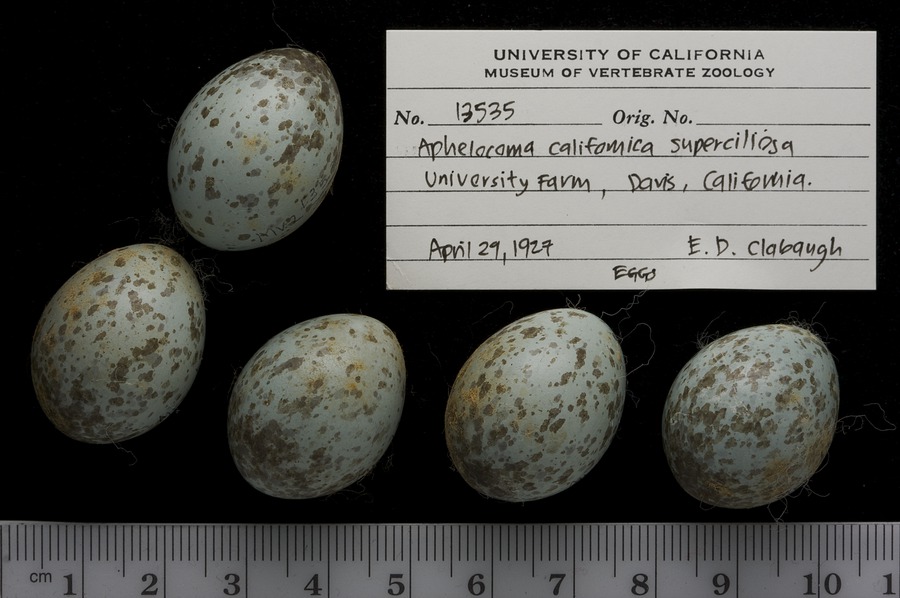 UNIVERSITY OF CALIFORNIA
MUSEUM OF VERTEBRATE ZOOLOGY
No. 13535 Orig. No.
Aphelocoma californica superciliosa
University Farm, Davis, California.
April 29, 1927 E. D. Clabaugh
EGGS
cm 1 2 3 4 5 6 7 8 9 10 1